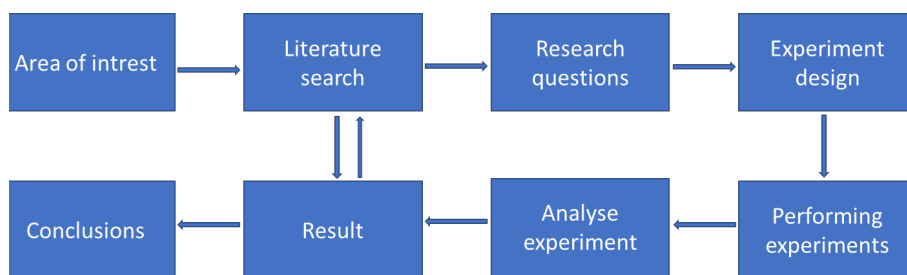 Area of intrest
Literature
search
Research
questions
Experiment
design
Conclusions
Result
Analyse
experiment
Performing
experiments